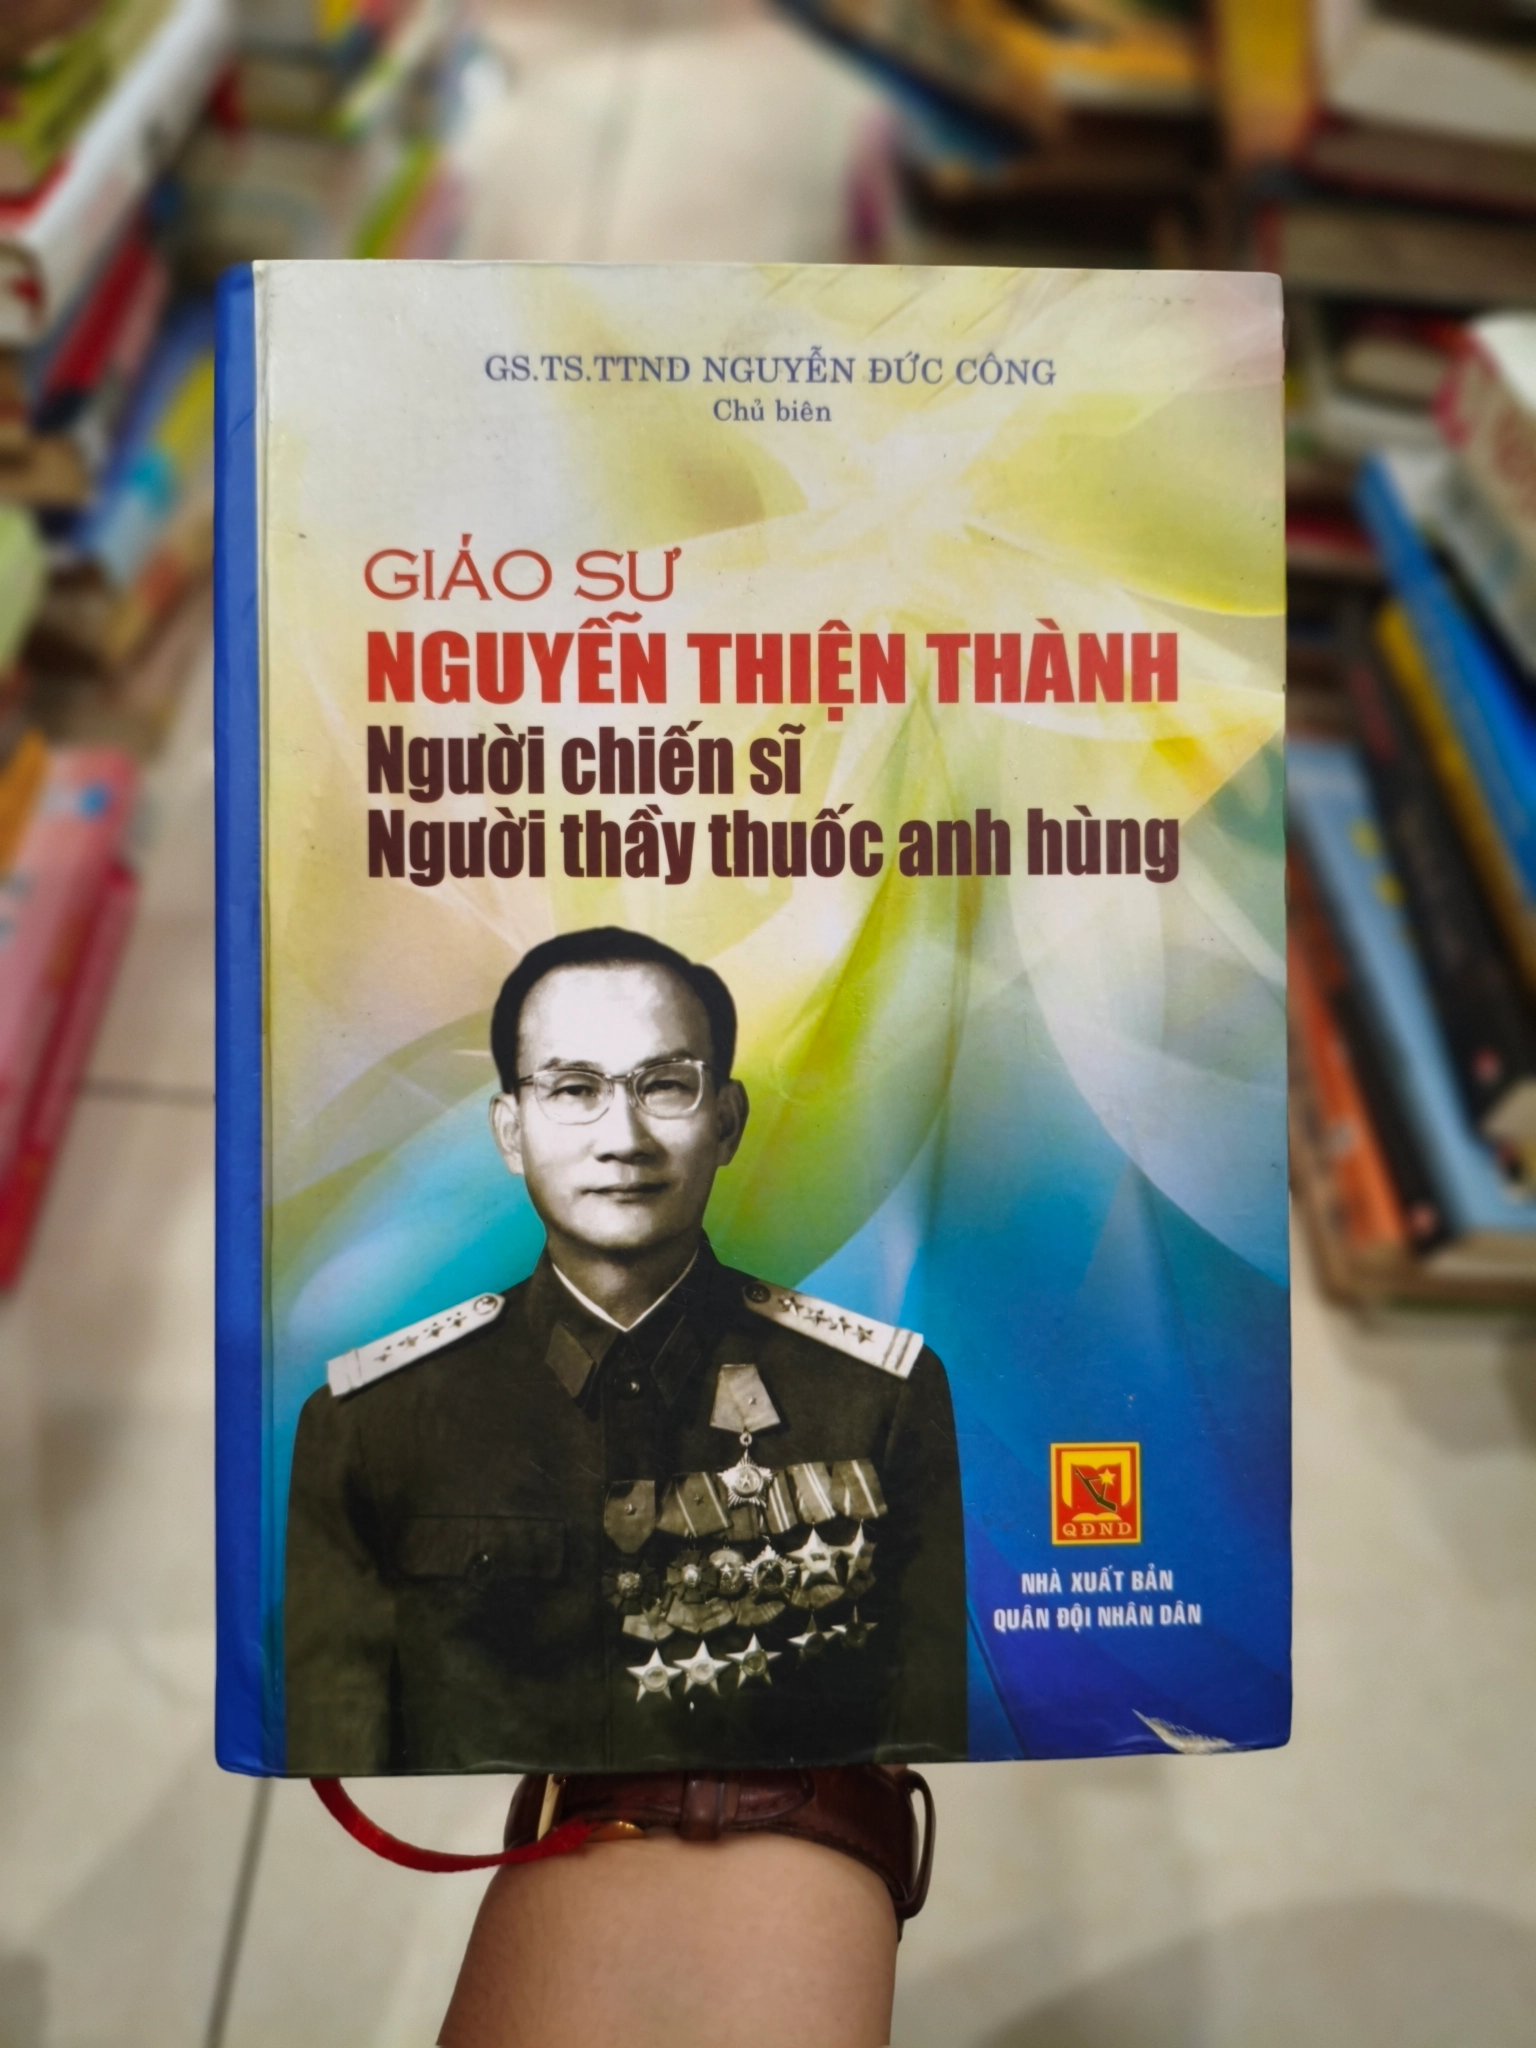 GS.TS.TTND NGUYỄN ĐỨC CÔNG
Chủ biên
GIÁO SƯ
NGUYỄN THIỆN THÀNH
Người chiến sĩ
Người thầy thuốc anh hùng
QĐND
NHÀ XUẤT BẢN
QUÂN ĐỘI NHÂN DÂN